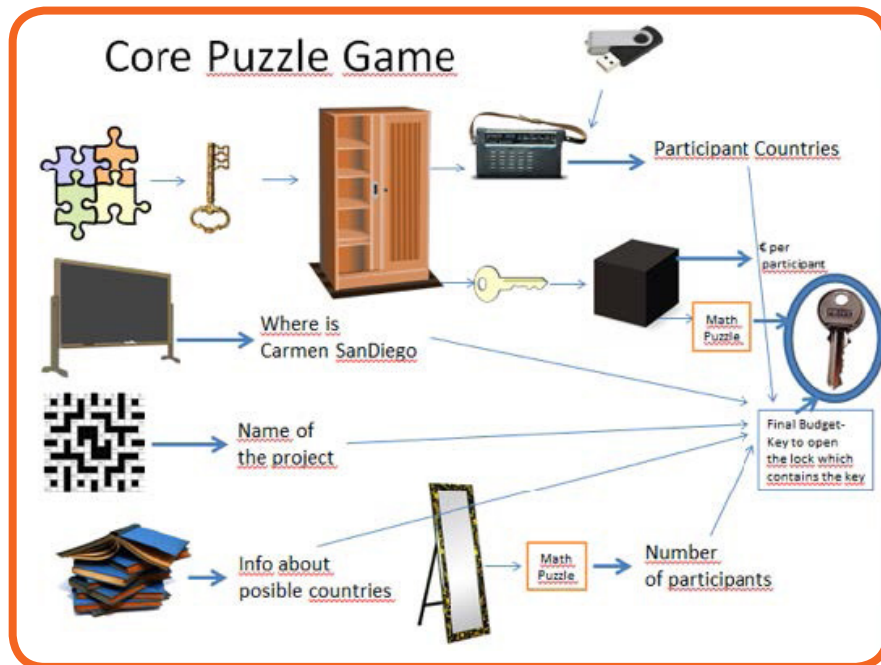 Core Puzzle Game
Participant Countries
€ per
participant
Math
Puzzle
Where is
Carmen SanDiego
Name of
the project
Final Budget-
Key to open
the lock which
contains the key
Info about
posible countries
Math
Puzzle
Number
of participants